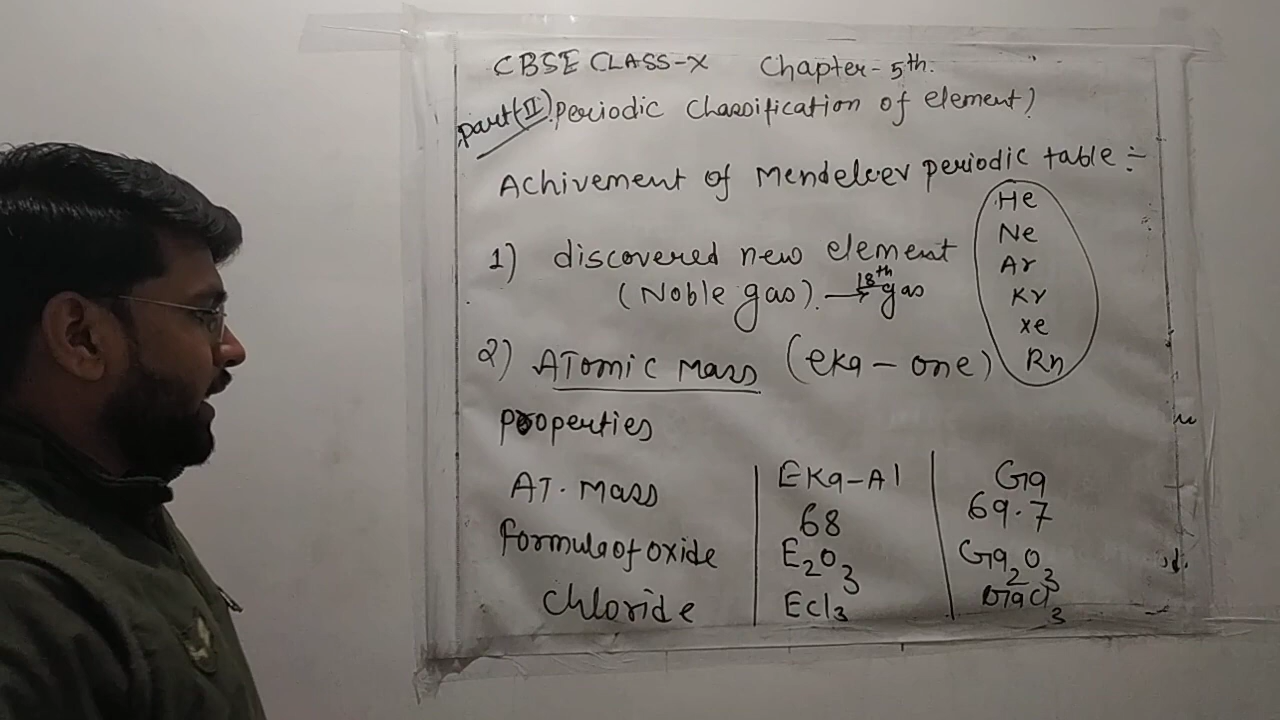 CBSE CLASS-X Chapter-5th.
Part(II). Periodic Classification of element?
Achivement of Mendeleev periodic table :-
He
Ne
1) discovered new element
Ar
(Noble gas). → 18th gas
Kr
Xe
2) ATomic Mass (eka-one)
Rn
Properties
AT. Mass Eka-Al Ga
68 69.7
formula of oxide E2O3 Ga2O3
Chloride ECl3 GaCl3